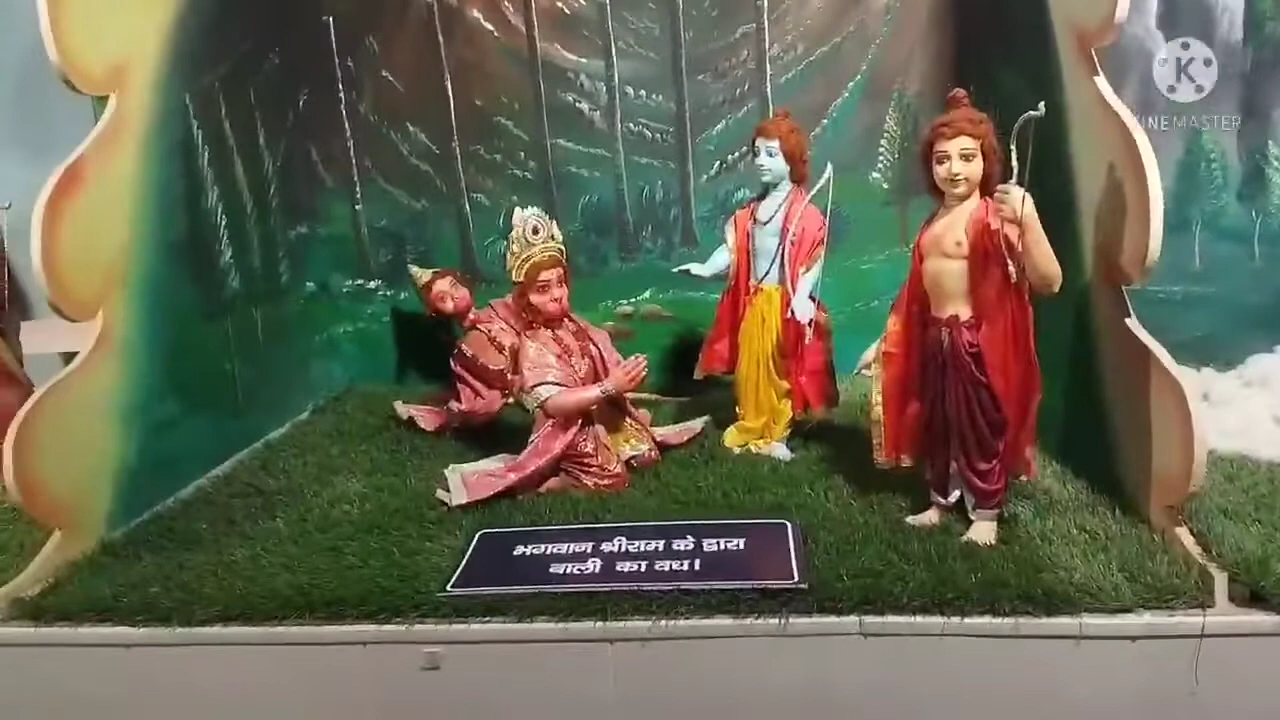 K
KINEMASTER
भगवान श्रीराम के द्वारा
बाली का वध।